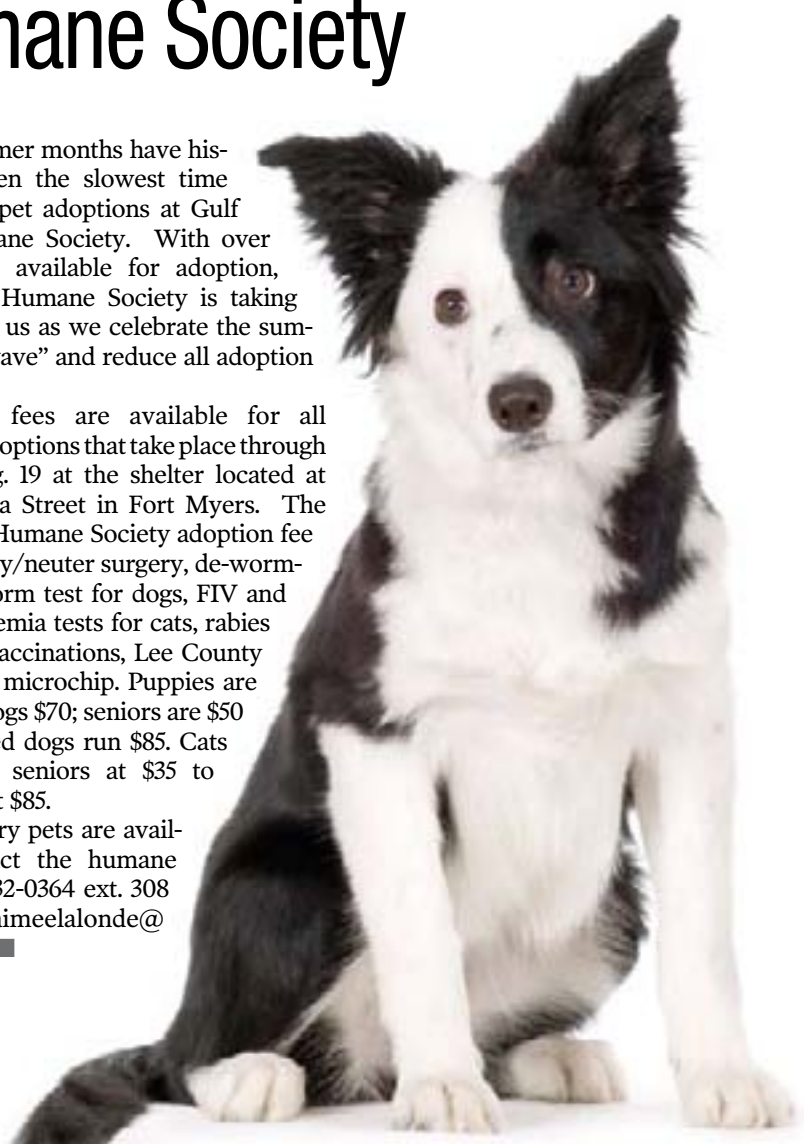 mane Society
mer months have his-
en the slowest time
pet adoptions at Gulf
ane Society. With over
available for adoption,
Humane Society is taking
us as we celebrate the sum-
ave” and reduce all adoption
fees are available for all
options that take place through
g. 19 at the shelter located at
a Street in Fort Myers. The
Humane Society adoption fee
y/neuter surgery, de-worm-
orm test for dogs, FIV and
emia tests for cats, rabies
accinations, Lee County
microchip. Puppies are
ogs $70; seniors are $50
ed dogs run $85. Cats
seniors at $35 to
t $85.
ry pets are avail-
ct the humane
32-0364 ext. 308
aimeelalonde@